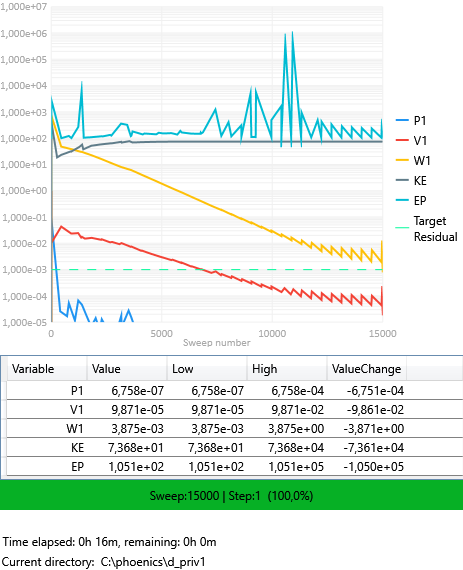 1,000e+07
1,000e+06
1,000e+05
1,000e+04
1,000e+03
1,000e+02
1,000e+01
1,000e+00
1,000e-01
1,000e-02
1,000e-03
1,000e-04
1,000e-05
0 5000 10000 15000
Sweep number
P1
V1
W1
KE
EP
Target
Residual
Variable Value Low High ValueChange
P1 6,758e-07 6,758e-07 6,758e-04 -6,751e-04
V1 9,871e-05 9,871e-05 9,871e-02 -9,861e-02
W1 3,875e-03 3,875e-03 3,875e+00 -3,871e+00
KE 7,368e+01 7,368e+01 7,368e+04 -7,361e+04
EP 1,051e+02 1,051e+02 1,051e+05 -1,050e+05
Sweep:15000 | Step:1 (100,0%)
Time elapsed: 0h 16m, remaining: 0h 0m
Current directory: C:\phoenics\d_priv1